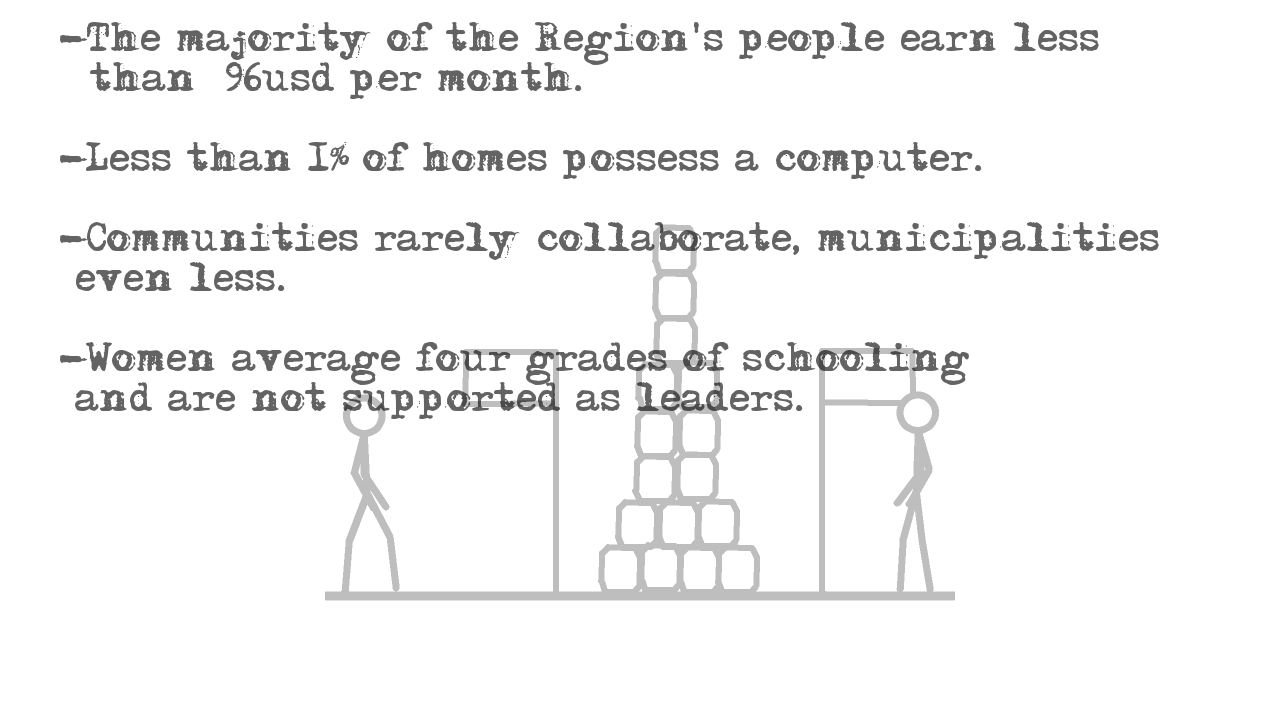 -The majority of the Region's people earn less
than 96usd per month.
-Less than 1% of homes possess a computer.
-Communities rarely collaborate, municipalities
even less.
-Women average four grades of schooling
and are not supported as leaders.